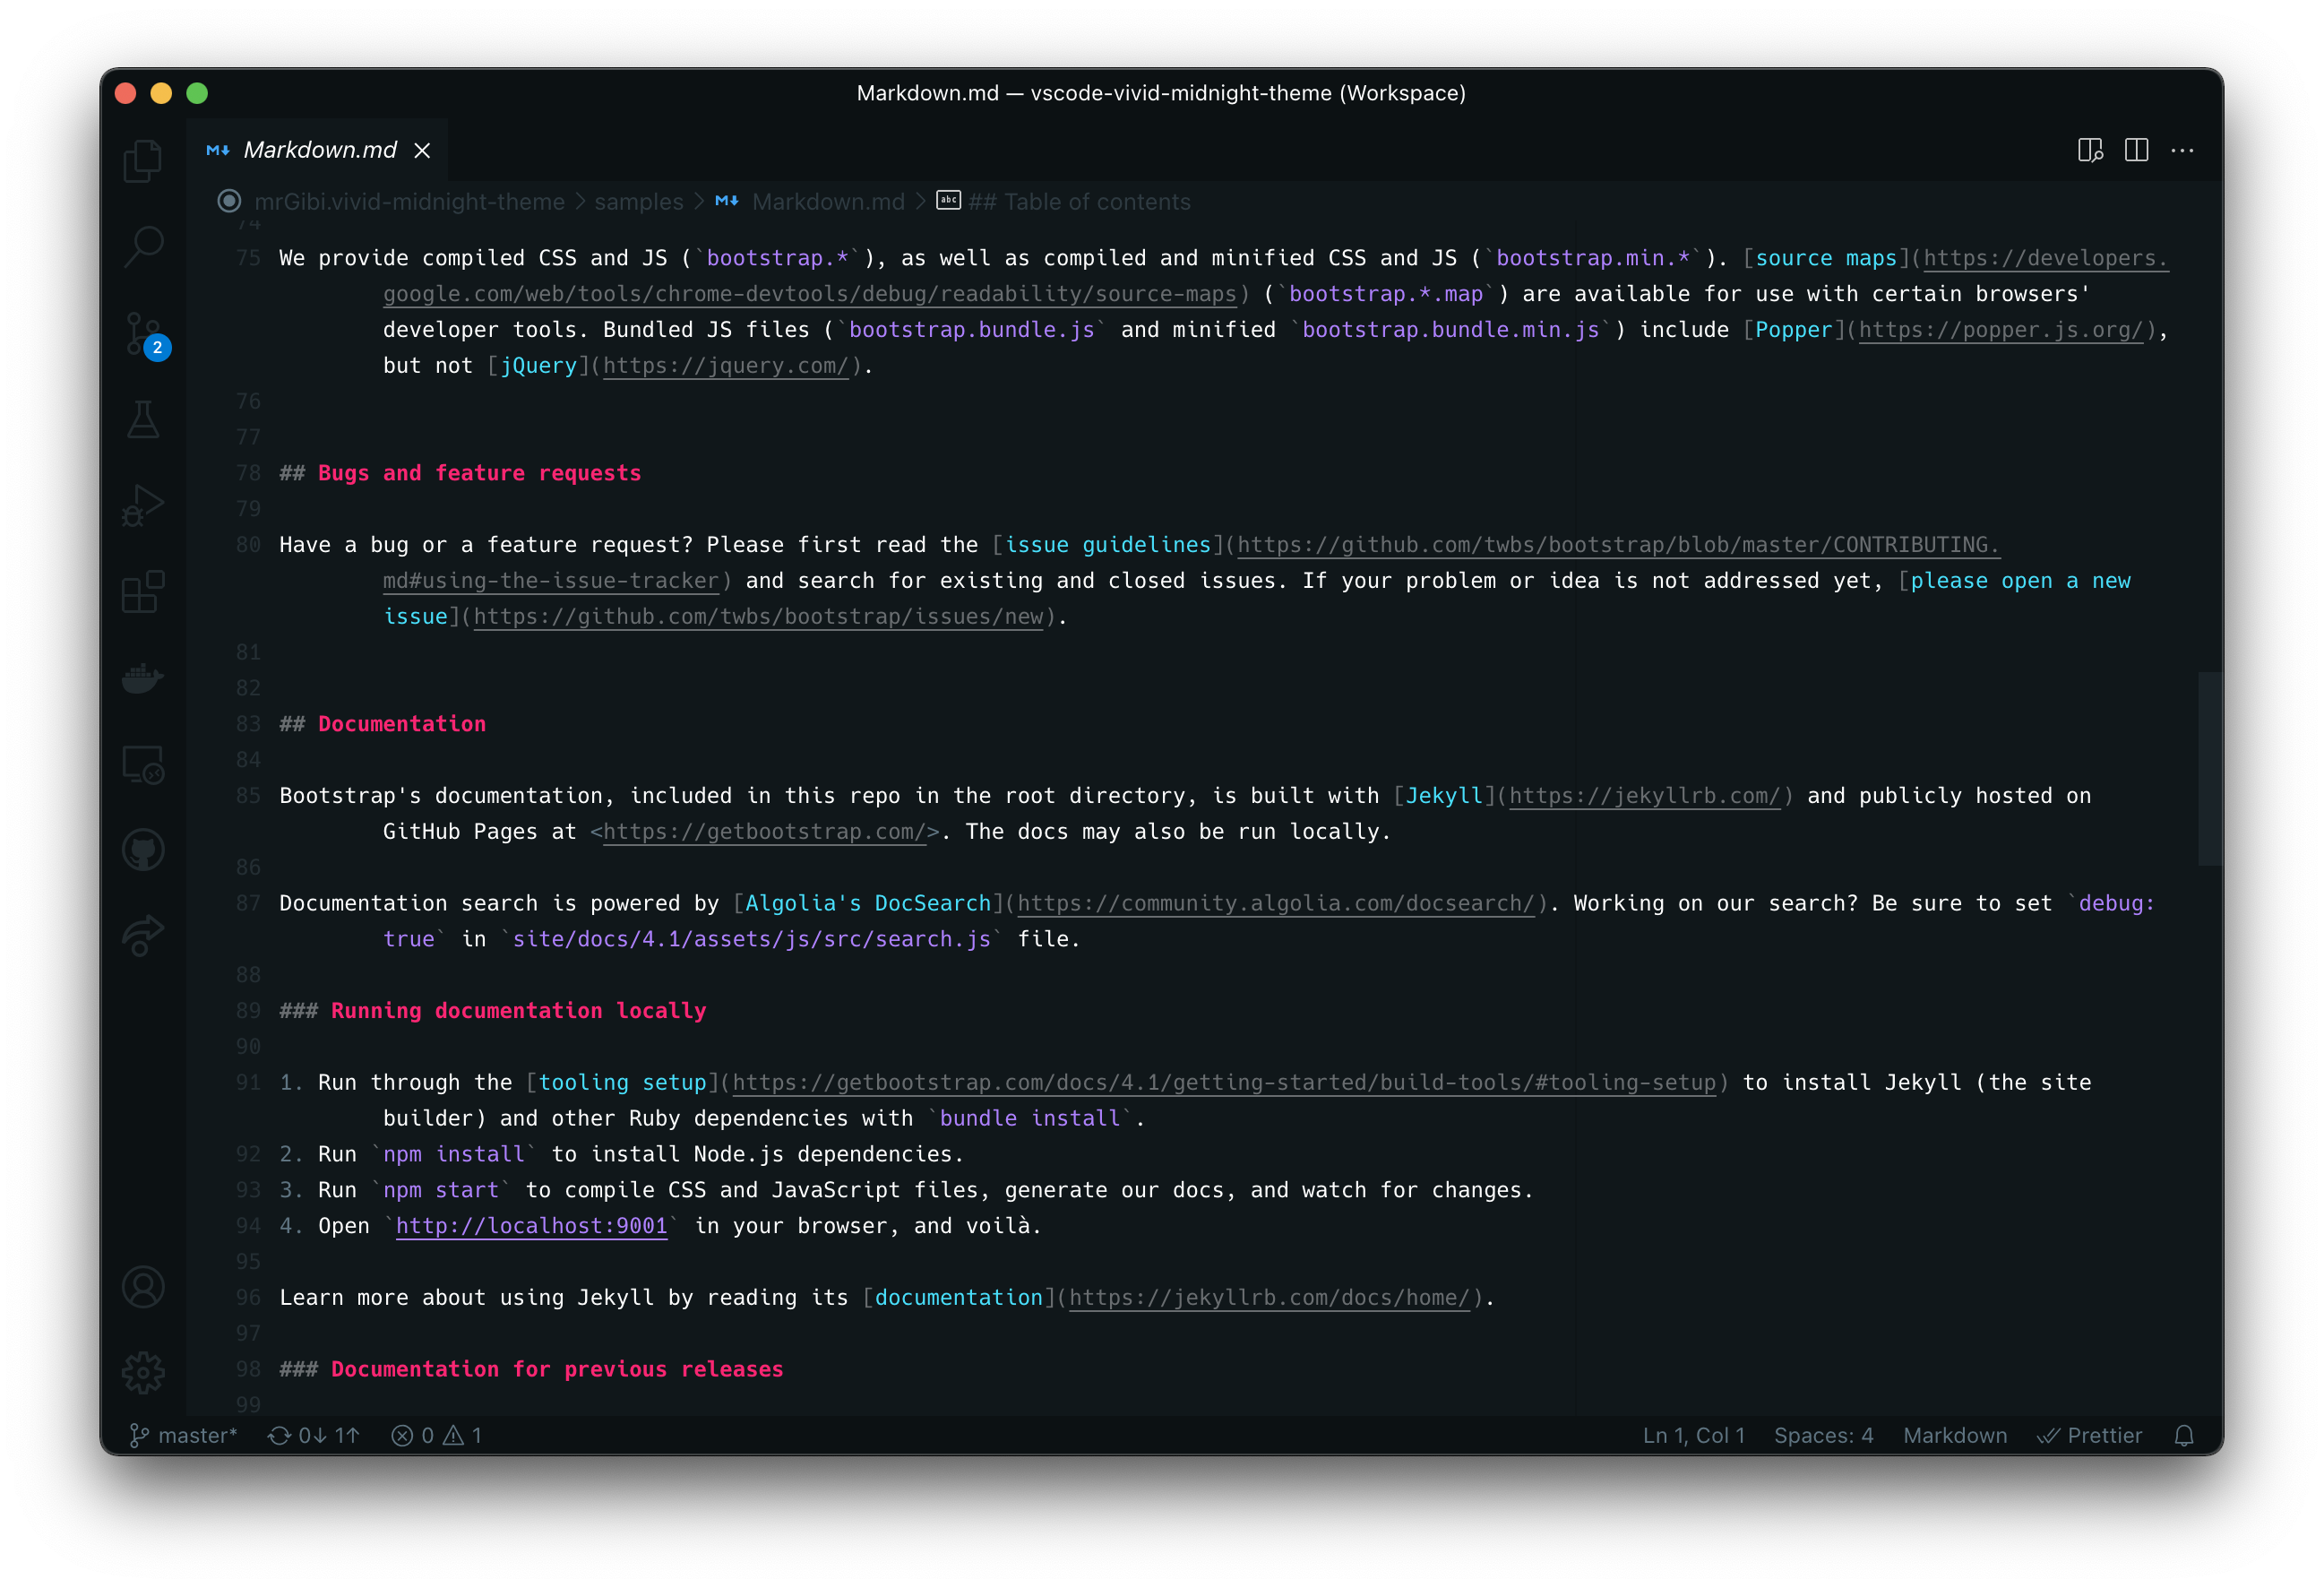 Markdown.md — vscode-vivid-midnight-theme (Workspace)
Markdown.md
mrGibi.vivid-midnight-theme > samples > Markdown.md > ## Table of contents
74
75 We provide compiled CSS and JS (`bootstrap.*`), as well as compiled and minified CSS and JS (`bootstrap.min.*`). [source maps](https://developers.
google.com/web/tools/chrome-devtools/debug/readability/source-maps) (`bootstrap.*.map`) are available for use with certain browsers'
developer tools. Bundled JS files (`bootstrap.bundle.js` and minified `bootstrap.bundle.min.js`) include [Popper](https://popper.js.org/),
but not [jQuery](https://jquery.com/).
76
77
78 ## Bugs and feature requests
79
80 Have a bug or a feature request? Please first read the [issue guidelines](https://github.com/twbs/bootstrap/blob/master/CONTRIBUTING.
md#using-the-issue-tracker) and search for existing and closed issues. If your problem or idea is not addressed yet, [please open a new
issue](https://github.com/twbs/bootstrap/issues/new).
81
82
83 ## Documentation
84
85 Bootstrap's documentation, included in this repo in the root directory, is built with [Jekyll](https://jekyllrb.com/) and publicly hosted on
GitHub Pages at <https://getbootstrap.com/>. The docs may also be run locally.
86
87 Documentation search is powered by [Algolia's DocSearch](https://community.algolia.com/docsearch/). Working on our search? Be sure to set `debug:
true` in `site/docs/4.1/assets/js/src/search.js` file.
88
89 ### Running documentation locally
90
91 1. Run through the [tooling setup](https://getbootstrap.com/docs/4.1/getting-started/build-tools/#tooling-setup) to install Jekyll (the site
builder) and other Ruby dependencies with `bundle install`.
92 2. Run `npm install` to install Node.js dependencies.
93 3. Run `npm start` to compile CSS and JavaScript files, generate our docs, and watch for changes.
94 4. Open `http://localhost:9001` in your browser, and voilà.
95
96 Learn more about using Jekyll by reading its [documentation](https://jekyllrb.com/docs/home/).
97
98 ### Documentation for previous releases
99
2
master* 0↓ 1↑ 0 1 Ln 1, Col 1 Spaces: 4 Markdown Prettier